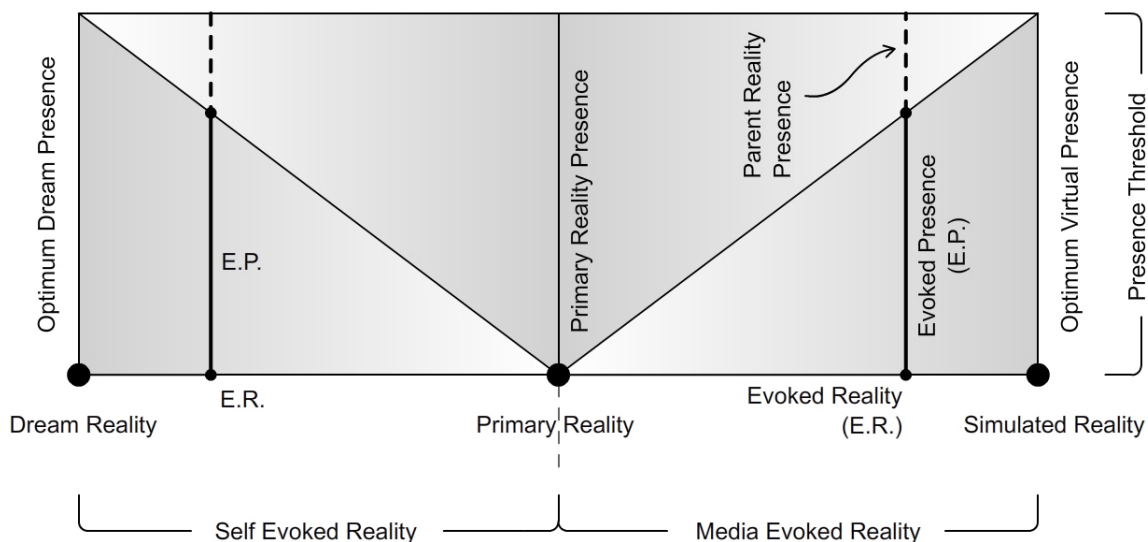 Optimum Dream Presence
E.P.
E.R.
Primary Reality Presence
Parent Reality
Presence
Evoked Presence
(E.P.)
Optimum Virtual Presence
Presence Threshold
Evoked Reality
(E.R.)
Dream Reality
Primary Reality
Simulated Reality
Self Evoked Reality
Media Evoked Reality